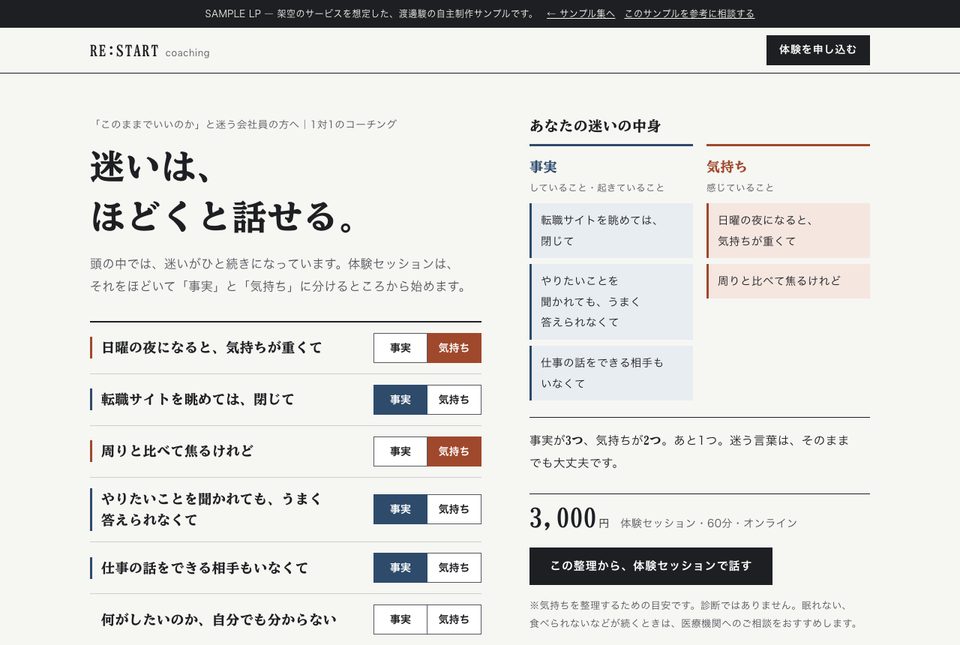 SAMPLE LP — 架空のサービスを想定した、渡邊駿の自主制作サンプルです。 ← サンプル集へ このサンプルを参考に相談する
RE:START coaching
体験を申し込む
「このままでいいのか」と迷う会社員の方へ｜1対1のコーチング
迷いは、
ほどくと話せる。
頭の中では、迷いがひと続きになっています。体験セッションは、
それをほどいて「事実」と「気持ち」に分けるところから始めます。
日曜の夜になると、気持ちが重くて 事実 気持ち
転職サイトを眺めては、閉じて 事実 気持ち
周りと比べて焦るけれど 事実 気持ち
やりたいことを聞かれても、うまく
答えられなくて 事実 気持ち
仕事の話をできる相手もいなくて 事実 気持ち
何がしたいのか、自分でも分からない 事実 気持ち
あなたの迷いの中身
事実
していること・起きていること
転職サイトを眺めては、
閉じて
やりたいことを
聞かれても、うまく
答えられなくて
仕事の話をできる相手も
いなくて
気持ち
感じていること
日曜の夜になると、
気持ちが重くて
周りと比べて焦るけれど
事実が3つ、気持ちが2つ。あと1つ。迷う言葉は、そのまま
でも大丈夫です。
3,000円 体験セッション・60分・オンライン
この整理から、体験セッションで話す
※気持ちを整理するための目安です。診断ではありません。眠れない、
食べられないなどが続くときは、医療機関へのご相談をおすすめします。